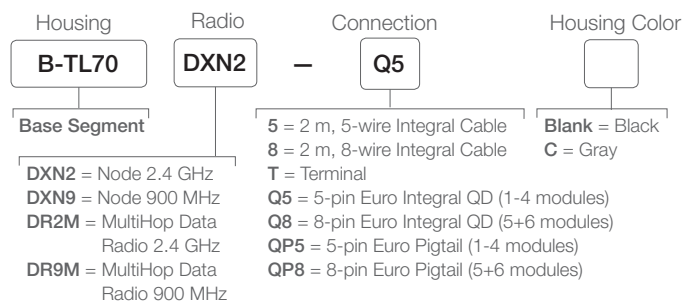 Housing Radio Connection Housing Color
B-TL70 DXN2 – Q5
Base Segment
DXN2 = Node 2.4 GHz
DXN9 = Node 900 MHz
DR2M = MultiHop Data
Radio 2.4 GHz
DR9M = MultiHop Data
Radio 900 MHz
5 = 2 m, 5-wire Integral Cable
8 = 2 m, 8-wire Integral Cable
T = Terminal
Q5 = 5-pin Euro Integral QD (1-4 modules)
Q8 = 8-pin Euro Integral QD (5+6 modules)
QP5 = 5-pin Euro Pigtail (1-4 modules)
QP8 = 8-pin Euro Pigtail (5+6 modules)
Blank = Black
C = Gray